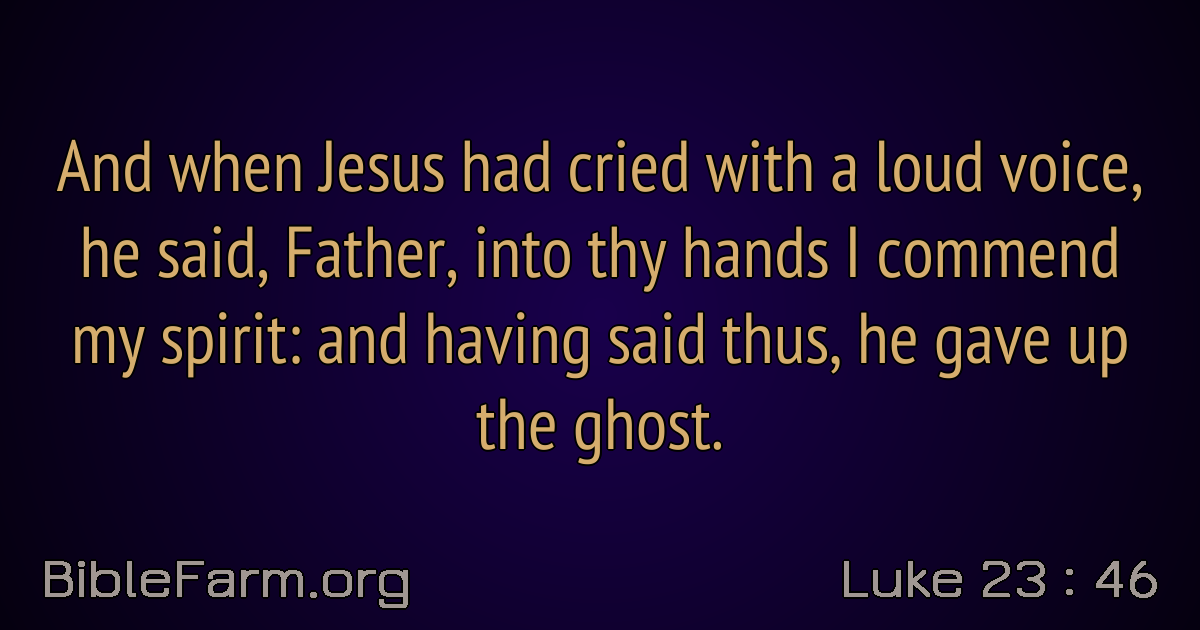 And when Jesus had cried with a loud voice,
he said, Father, into thy hands I commend
my spirit: and having said thus, he gave up
the ghost.
BibleFarm.org
Luke 23 : 46